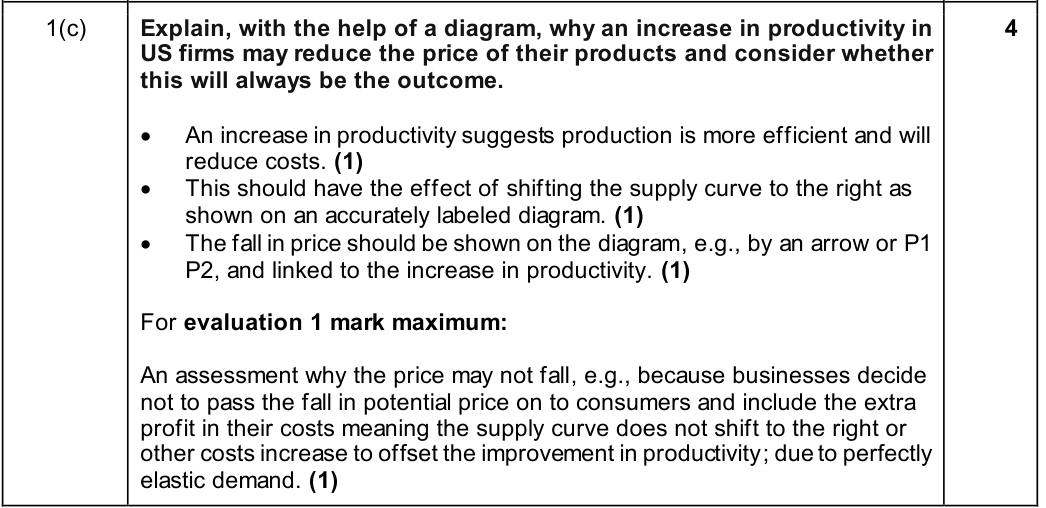 1(c) Explain, with the help of a diagram, why an increase in productivity in 4
US firms may reduce the price of their products and consider whether
this will always be the outcome.
• An increase in productivity suggests production is more efficient and will
reduce costs. (1)
• This should have the effect of shifting the supply curve to the right as
shown on an accurately labeled diagram. (1)
• The fall in price should be shown on the diagram, e.g., by an arrow or P1
P2, and linked to the increase in productivity. (1)
For evaluation 1 mark maximum:
An assessment why the price may not fall, e.g., because businesses decide
not to pass the fall in potential price on to consumers and include the extra
profit in their costs meaning the supply curve does not shift to the right or
other costs increase to offset the improvement in productivity; due to perfectly
elastic demand. (1)